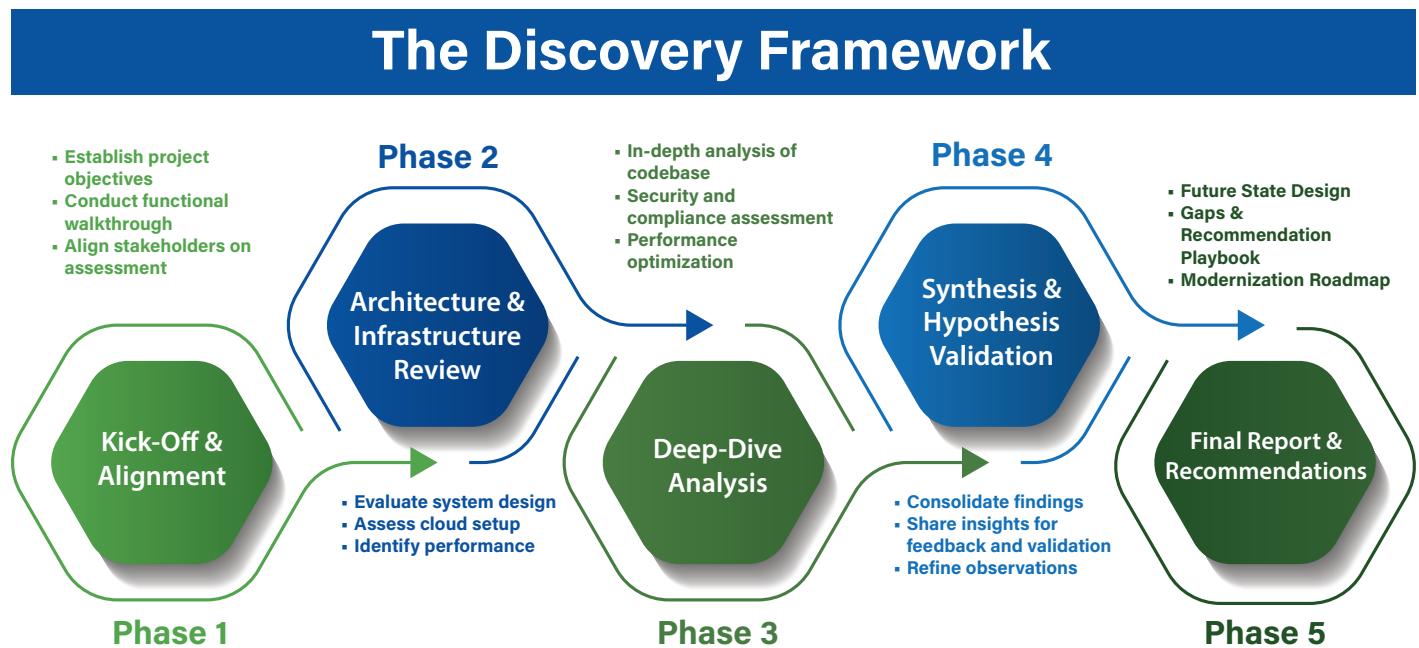 The Discovery Framework
▪ Establish project
objectives
▪ Conduct functional
walkthrough
▪ Align stakeholders on
assessment
Kick-Off &
Alignment
Phase 1
Phase 2
Architecture &
Infrastructure
Review
▪ Evaluate system design
▪ Assess cloud setup
▪ Identify performance
▪ In-depth analysis of
codebase
▪ Security and
compliance assessment
▪ Performance
optimization
Deep-Dive
Analysis
Phase 3
Phase 4
Synthesis &
Hypothesis
Validation
▪ Consolidate findings
▪ Share insights for
feedback and validation
▪ Refine observations
▪ Future State Design
▪ Gaps &
Recommendation
Playbook
▪ Modernization Roadmap
Final Report &
Recommendations
Phase 5